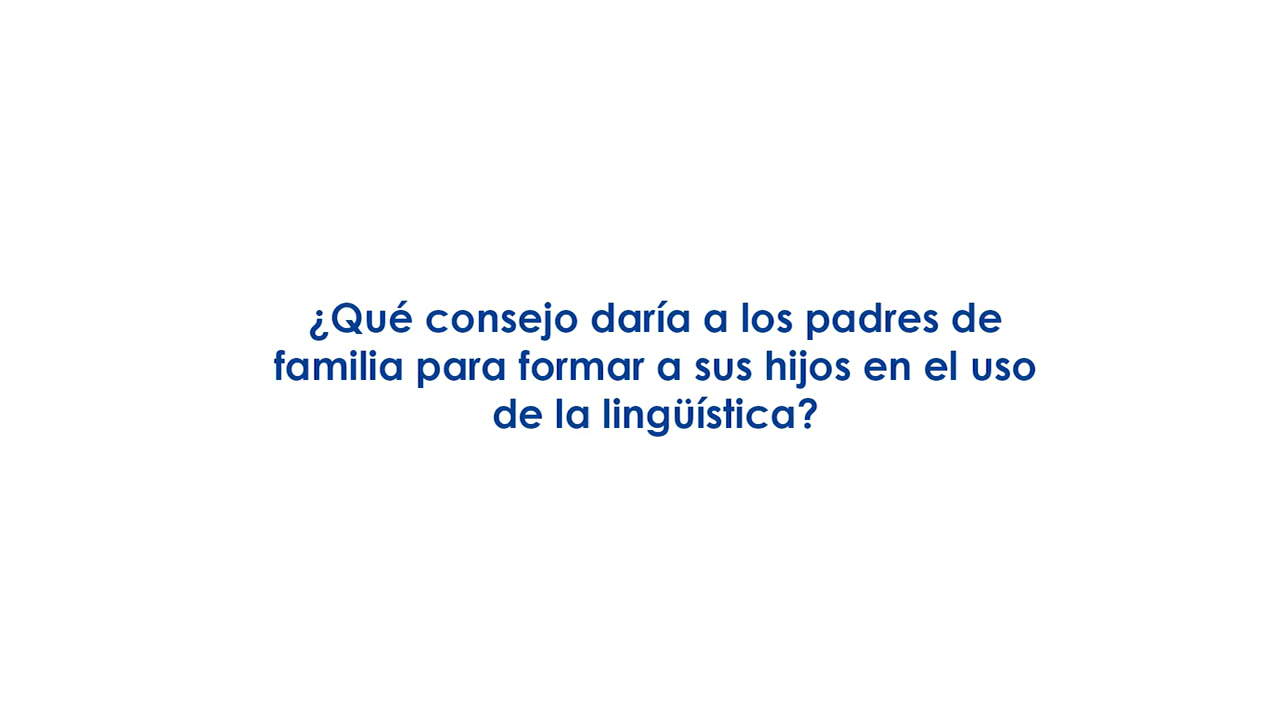 ¿Qué consejo daría a los padres de
familia para formar a sus hijos en el uso
de la lingüística?